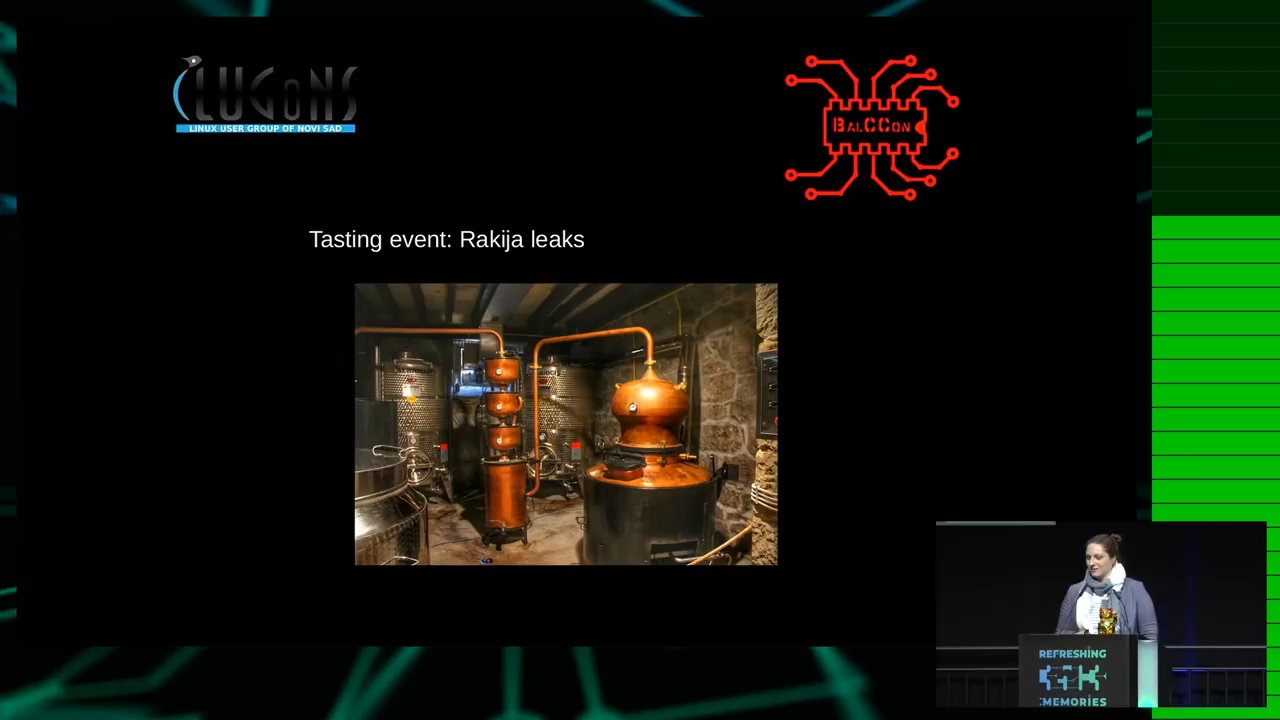 LUGONS
LINUX USER GROUP OF NOVI SAD
BALCCON
Tasting event: Rakija leaks
REFRESHING
MEMORIES